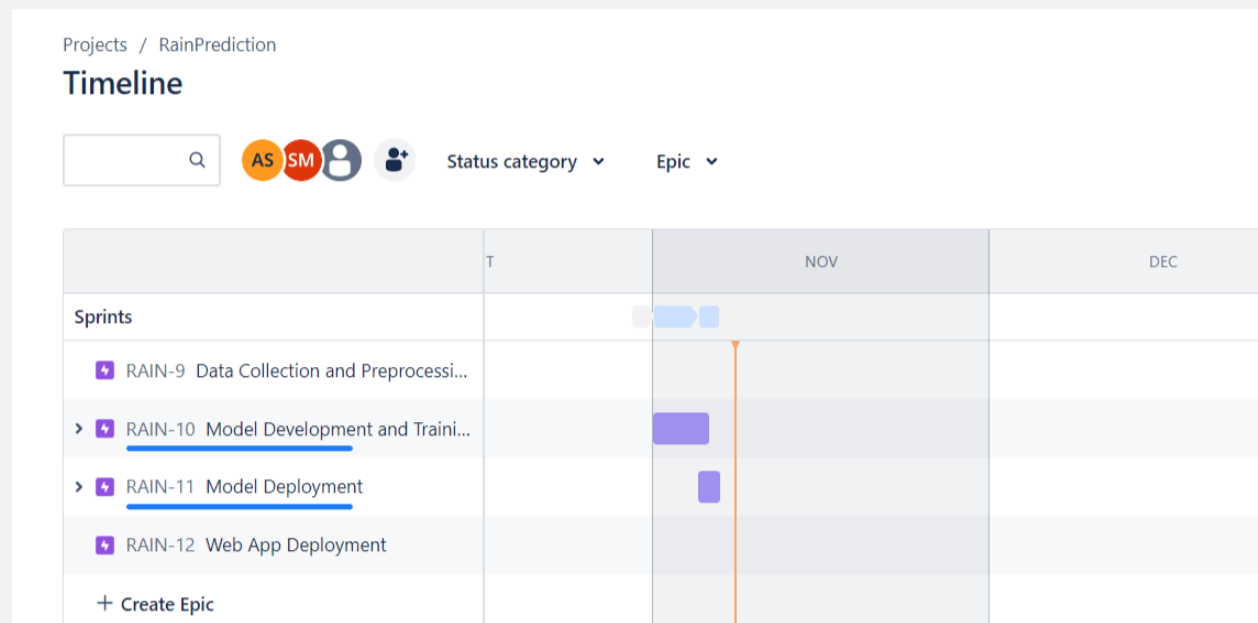 Projects / RainPrediction
Timeline
AS SM Status category Epic
T NOV DEC
Sprints
RAIN-9 Data Collection and Preprocessi...
RAIN-10 Model Development and Traini...
RAIN-11 Model Deployment
RAIN-12 Web App Deployment
+ Create Epic